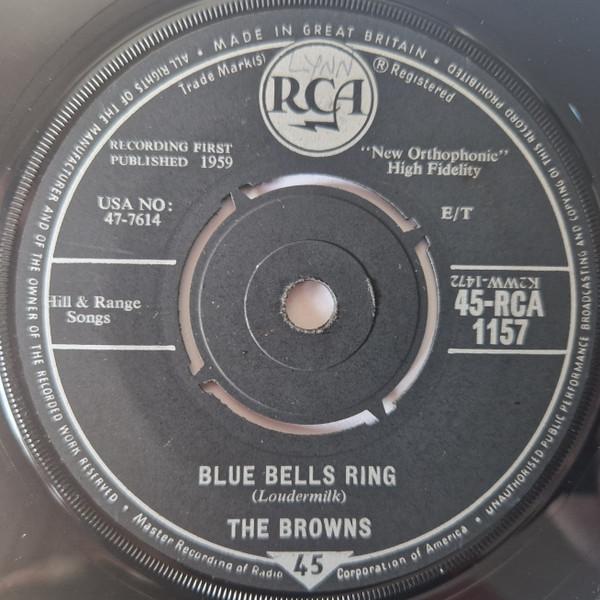 • MADE IN GREAT BRITAIN •
ALL RIGHTS OF THE MANUFACTURER AND OF THE OWNER OF THE RECORDED WORK RESERVED •
UNAUTHORISED PUBLIC PERFORMANCE BROADCASTING AND COPYING OF THIS RECORD PROHIBITED
Trade Mark(s) ® Registered
LYNN
RCA
RECORDING FIRST
PUBLISHED 1959
"New Orthophonic"
High Fidelity
USA NO:
47-7614
E/T
Hill & Range
Songs
K2WW-1472
45-RCA
1157
BLUE BELLS RING
(Loudermilk)
THE BROWNS
Master Recording of Radio Corporation of America •
45